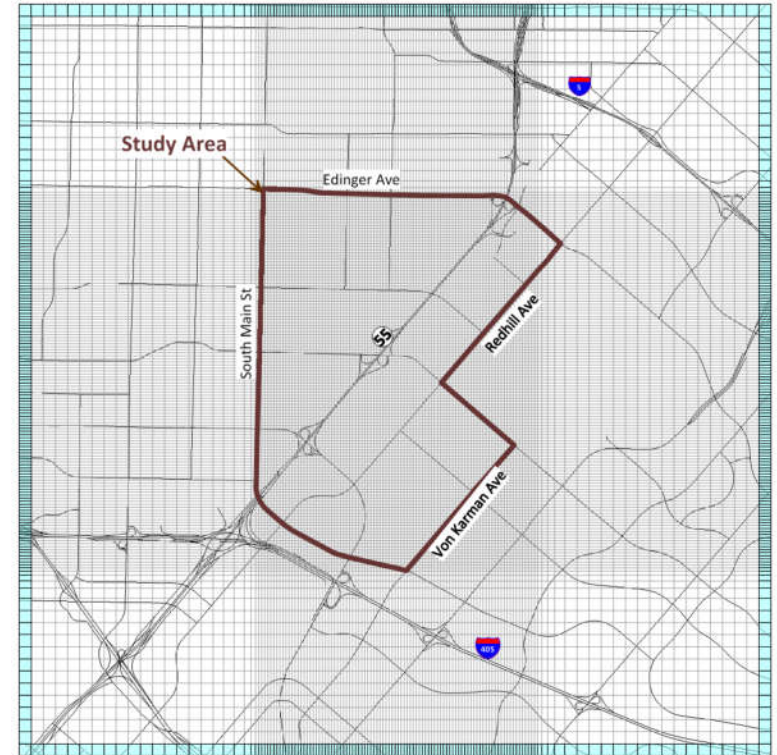 5
Study Area
Edinger Ave
South Main St
55
Redhill Ave
Von Karman Ave
405